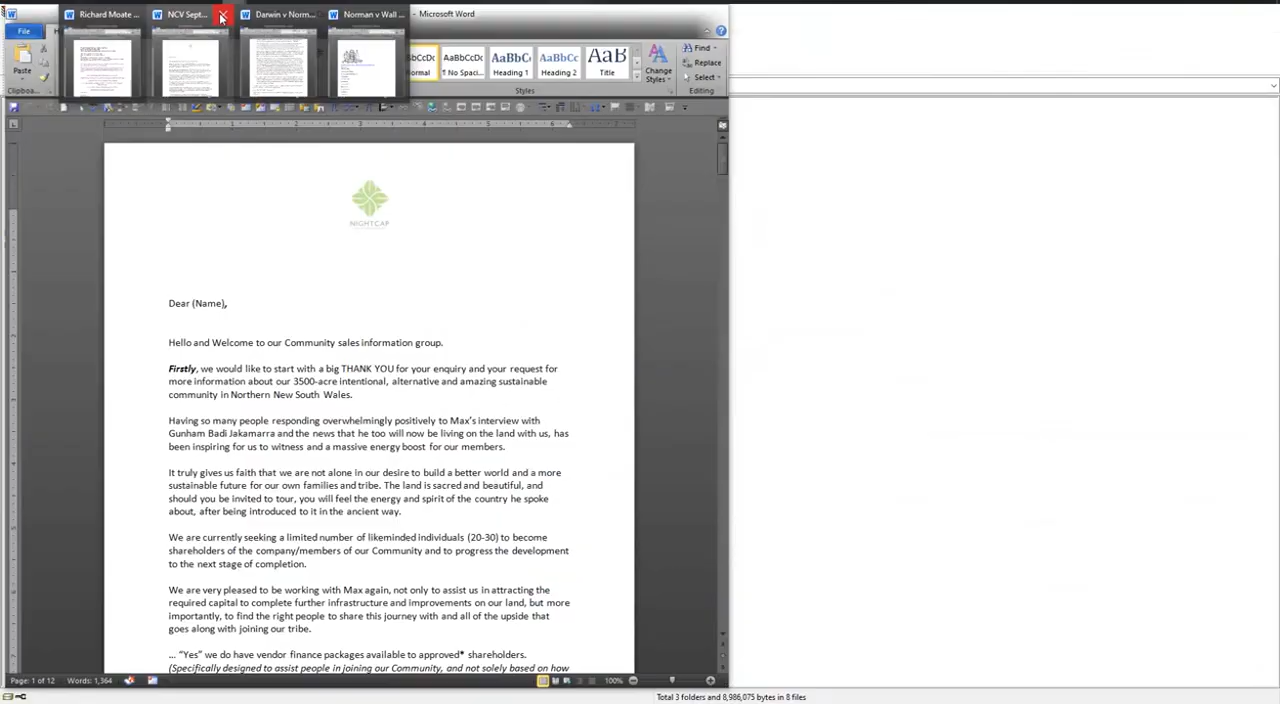 Richard Moate ...
NCV Sept...
Darwin v Norm...
Norman v Wall ...
- Microsoft Word
File
Paste
Clipboa...
BbCcDc
AaBbCcDc
AaBbC
AaBbCc
AaB
Normal
¶ No Spaci...
Heading 1
Heading 2
Title
Change
Styles
Styles
Find
Replace
Select
Editing
NIGHTCAP
Dear (Name),
Hello and Welcome to our Community sales information group.
Firstly, we would like to start with a big THANK YOU for your enquiry and your request for
more information about our 3500-acre intentional, alternative and amazing sustainable
community in Northern New South Wales.
Having so many people responding overwhelmingly positively to Max's interview with
Gunham Badi Jakamarra and the news that he too will now be living on the land with us, has
been inspiring for us to witness and a massive energy boost for our members.
It truly gives us faith that we are not alone in our desire to build a better world and a more
sustainable future for our own families and tribe. The land is sacred and beautiful, and
should you be invited to tour, you will feel the energy and spirit of the country he spoke
about, after being introduced to it in the ancient way.
We are currently seeking a limited number of likeminded individuals (20-30) to become
shareholders of the company/members of our Community and to progress the development
to the next stage of completion.
We are very pleased to be working with Max again, not only to assist us in attracting the
required capital to complete further infrastructure and improvements on our land, but more
importantly, to find the right people to share this journey with and all of the upside that
goes along with joining our tribe.
... “Yes” we do have vendor finance packages available to approved* shareholders.
(Specifically designed to assist people in joining our Community, and not solely based on how
Page: 1 of 12
Words: 1,364
100%
Total 3 folders and 8,986,075 bytes in 8 files